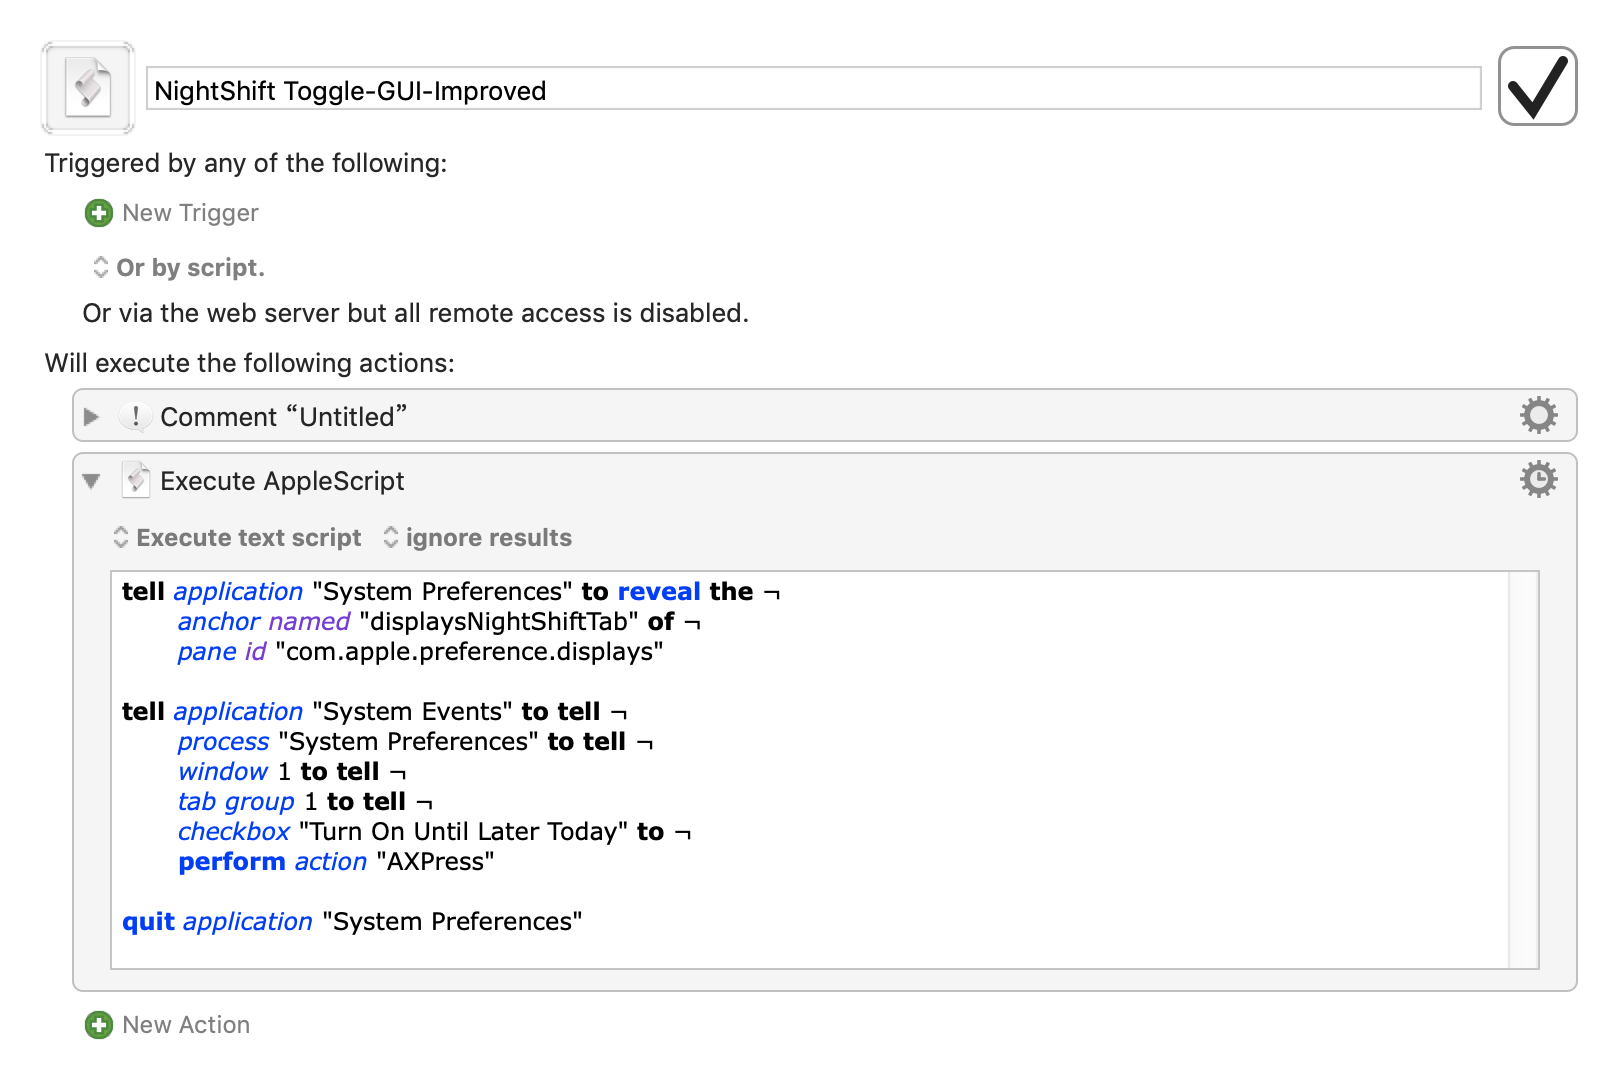 NightShift Toggle-GUI-Improved
Triggered by any of the following:
New Trigger
Or by script.
Or via the web server but all remote access is disabled.
Will execute the following actions:
Comment “Untitled”
Execute AppleScript
Execute text script ignore results
tell application "System Preferences" to reveal the ¬
anchor named "displaysNightShiftTab" of ¬
pane id "com.apple.preference.displays"
tell application "System Events" to tell ¬
process "System Preferences" to tell ¬
window 1 to tell ¬
tab group 1 to tell ¬
checkbox "Turn On Until Later Today" to ¬
perform action "AXPress"
quit application "System Preferences"
New Action